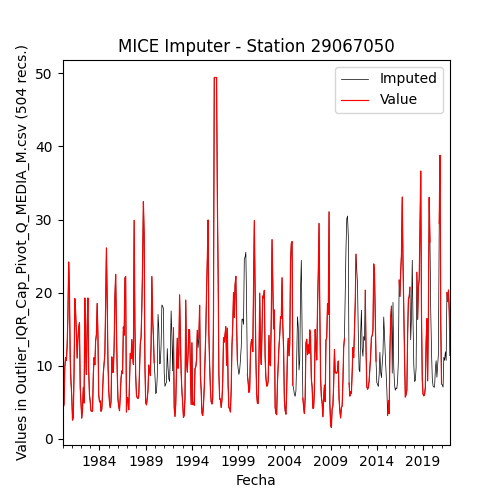 MICE Imputer - Station 29067050
Imputed
Value
Values in Outlier_IQR_Cap_Pivot_Q_MEDIA_M.csv (504 recs.)
50
40
30
20
10
0
1984 1989 1994 1999 2004 2009 2014 2019
Fecha